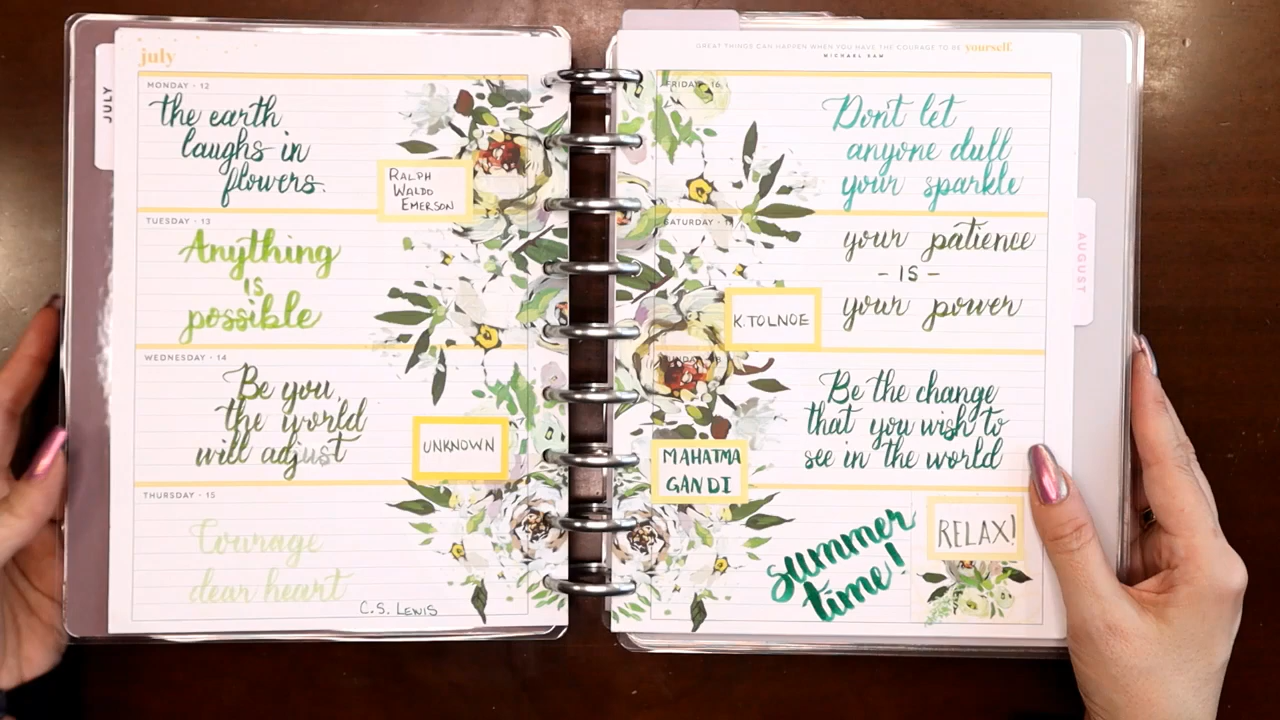 JULY
july
MONDAY · 12
the earth
laughs in
flowers.
RALPH
WALDO
EMERSON
TUESDAY · 13
Anything
is
possible
WEDNESDAY · 14
Be you,
the world
will adjust
UNKNOWN
THURSDAY · 15
Courage
dear heart
C.S. LEWIS
GREAT THINGS CAN HAPPEN WHEN YOU HAVE THE COURAGE TO BE yourself.
MICHAEL SAM
FRIDAY · 16
Dont let
anyone dull
your sparkle
SATURDAY ·
your patience
- IS -
your power
K.TOLNOE
Be the change
that you wish to
see in the world
MAHATMA
GANDI
summer
time!
RELAX!
AUGUST